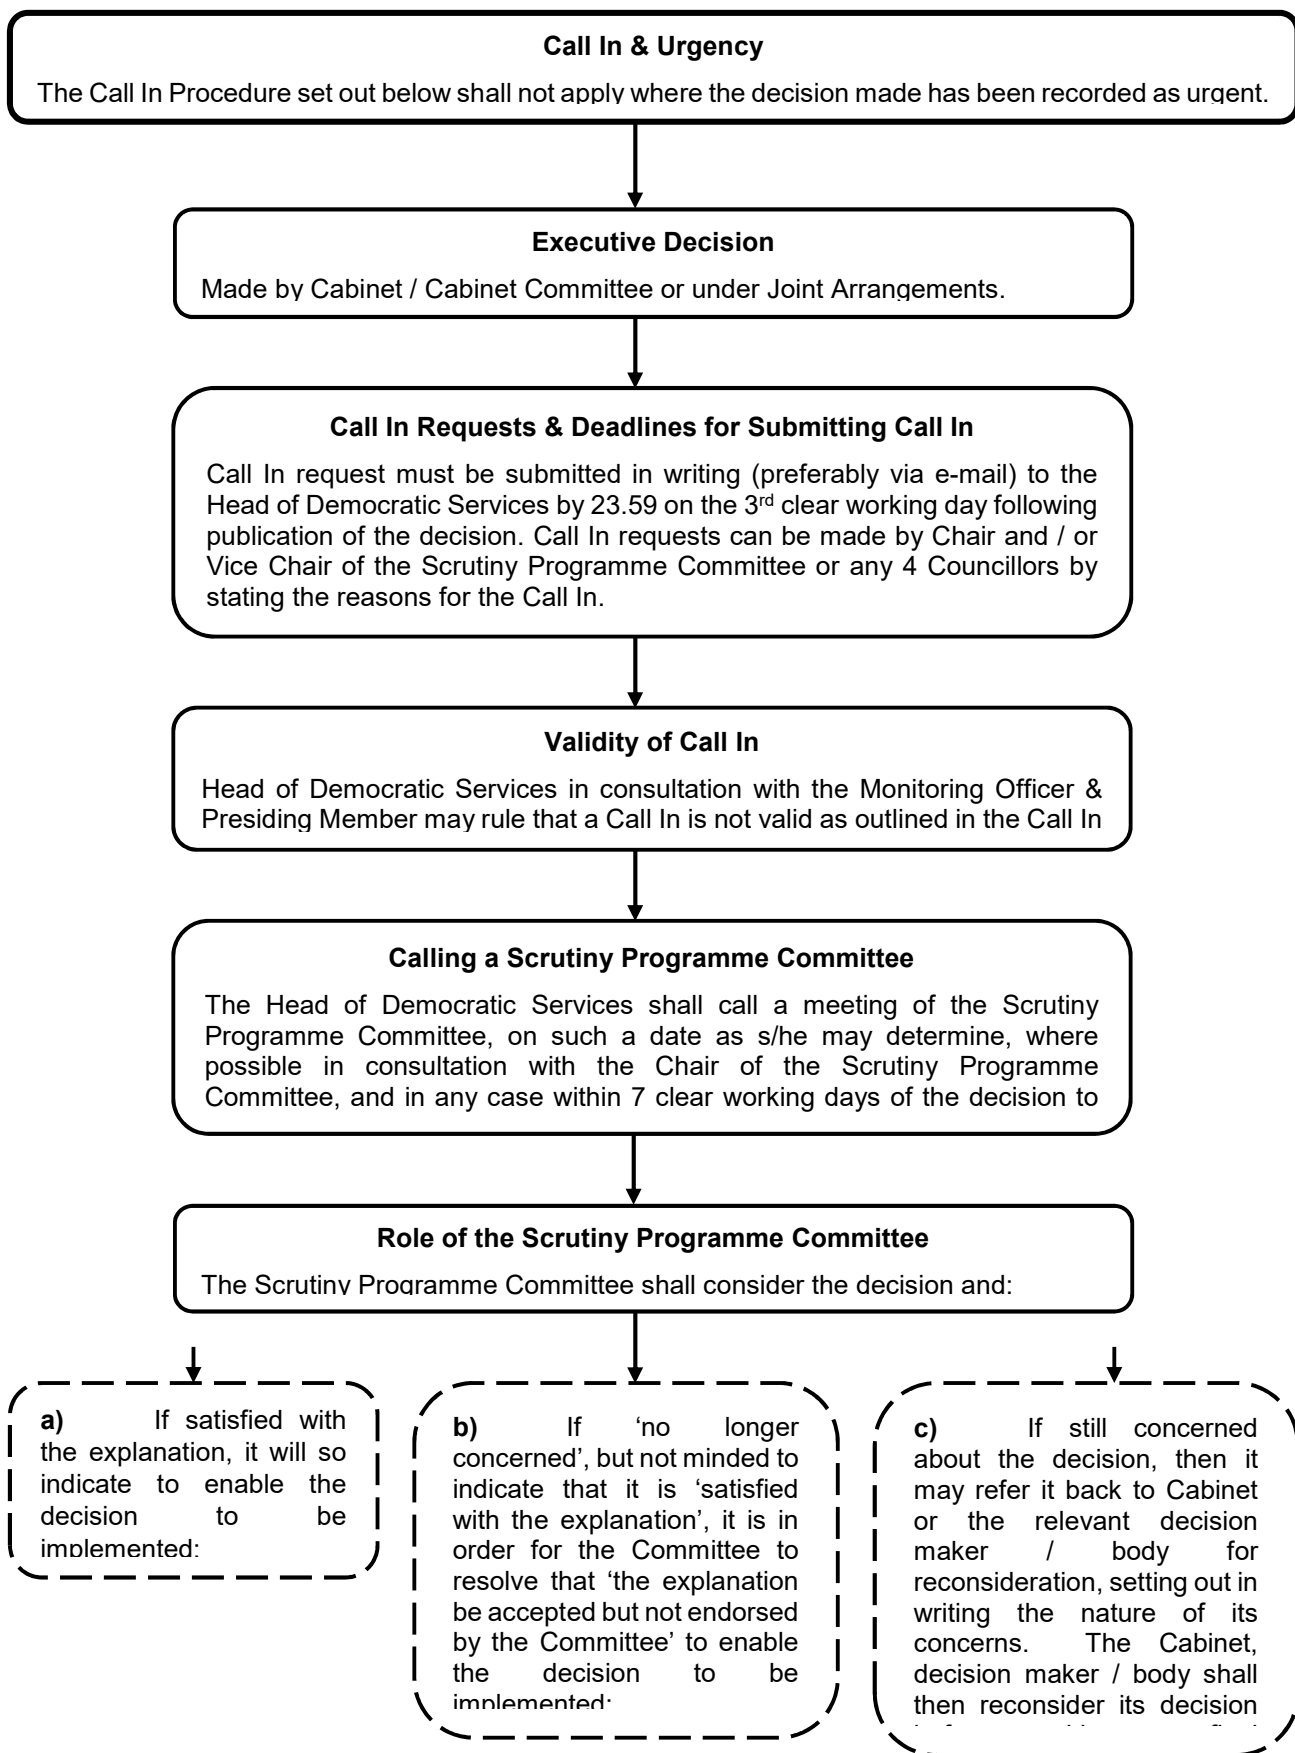 Call In & Urgency
The Call In Procedure set out below shall not apply where the decision made has been recorded as urgent.
Executive Decision
Made by Cabinet / Cabinet Committee or under Joint Arrangements.
Call In Requests & Deadlines for Submitting Call In
Call In request must be submitted in writing (preferably via e-mail) to the
Head of Democratic Services by 23.59 on the 3rd clear working day following
publication of the decision. Call In requests can be made by Chair and / or
Vice Chair of the Scrutiny Programme Committee or any 4 Councillors by
stating the reasons for the Call In.
Validity of Call In
Head of Democratic Services in consultation with the Monitoring Officer &
Presiding Member may rule that a Call In is not valid as outlined in the Call In
Calling a Scrutiny Programme Committee
The Head of Democratic Services shall call a meeting of the Scrutiny
Programme Committee, on such a date as s/he may determine, where
possible in consultation with the Chair of the Scrutiny Programme
Committee, and in any case within 7 clear working days of the decision to
Role of the Scrutiny Programme Committee
The Scrutiny Programme Committee shall consider the decision and:
a) If satisfied with
the explanation, it will so
indicate to enable the
decision to be
implemented;
b) If ‘no longer
concerned’, but not minded to
indicate that it is ‘satisfied
with the explanation’, it is in
order for the Committee to
resolve that ‘the explanation
be accepted but not endorsed
by the Committee’ to enable
the decision to be
implemented;
c) If still concerned
about the decision, then it
may refer it back to Cabinet
or the relevant decision
maker / body for
reconsideration, setting out in
writing the nature of its
concerns. The Cabinet,
decision maker / body shall
then reconsider its decision